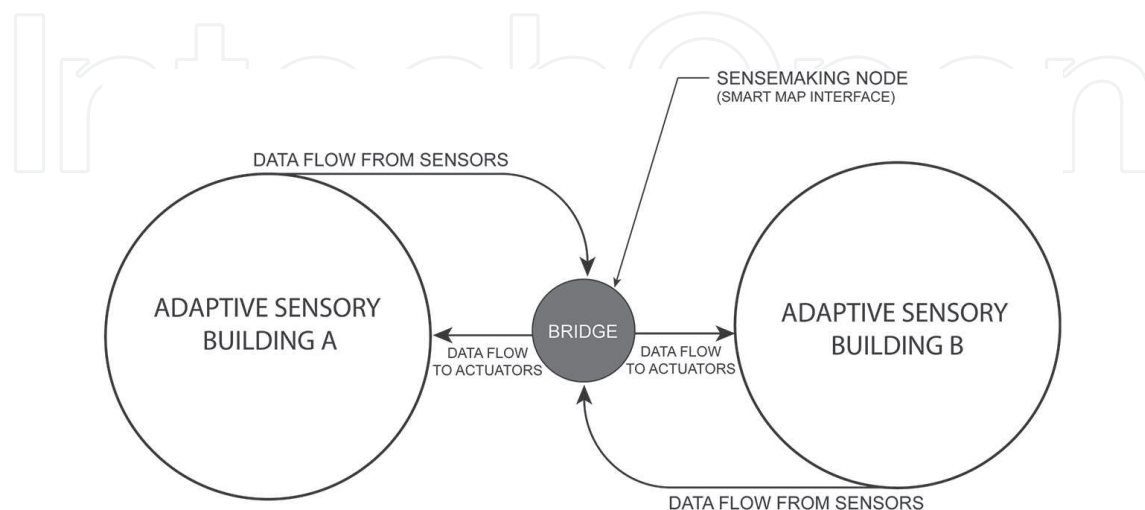 IntechOpen
SENSEMAKING NODE
(SMART MAP INTERFACE)
DATA FLOW FROM SENSORS
ADAPTIVE SENSORY
BUILDING A
BRIDGE
ADAPTIVE SENSORY
BUILDING B
DATA FLOW
TO ACTUATORS
DATA FLOW
TO ACTUATORS
DATA FLOW FROM SENSORS